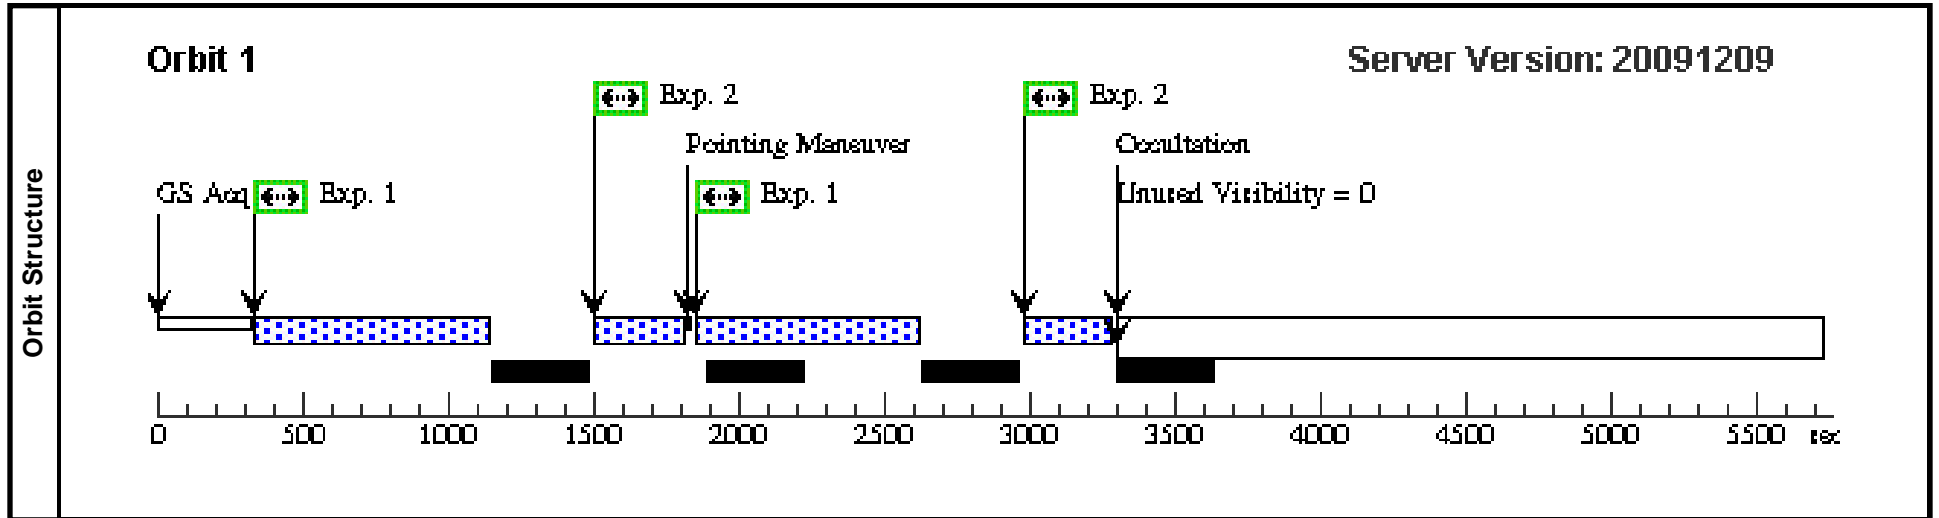 Orbit Structure
Orbit 1
Server Version: 20091209
Exp. 2
Exp. 2
Pointing Maneuver
Occultation
GS Acq
Exp. 1
Exp. 1
Unused Visibility = 0
0 500 1000 1500 2000 2500 3000 3500 4000 4500 5000 5500 sec